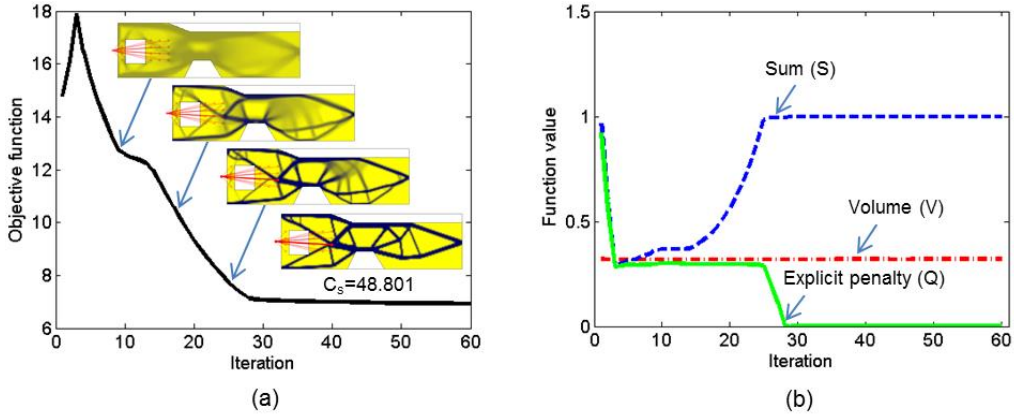 18
16
14
12
10
8
6
0 10 20 30 40 50 60
Objective function
Iteration
Cs=48.801
(a)
1.5
1
0.5
0
0 10 20 30 40 50 60
Function value
Iteration
Sum (S)
Volume (V)
Explicit penalty (Q)
(b)